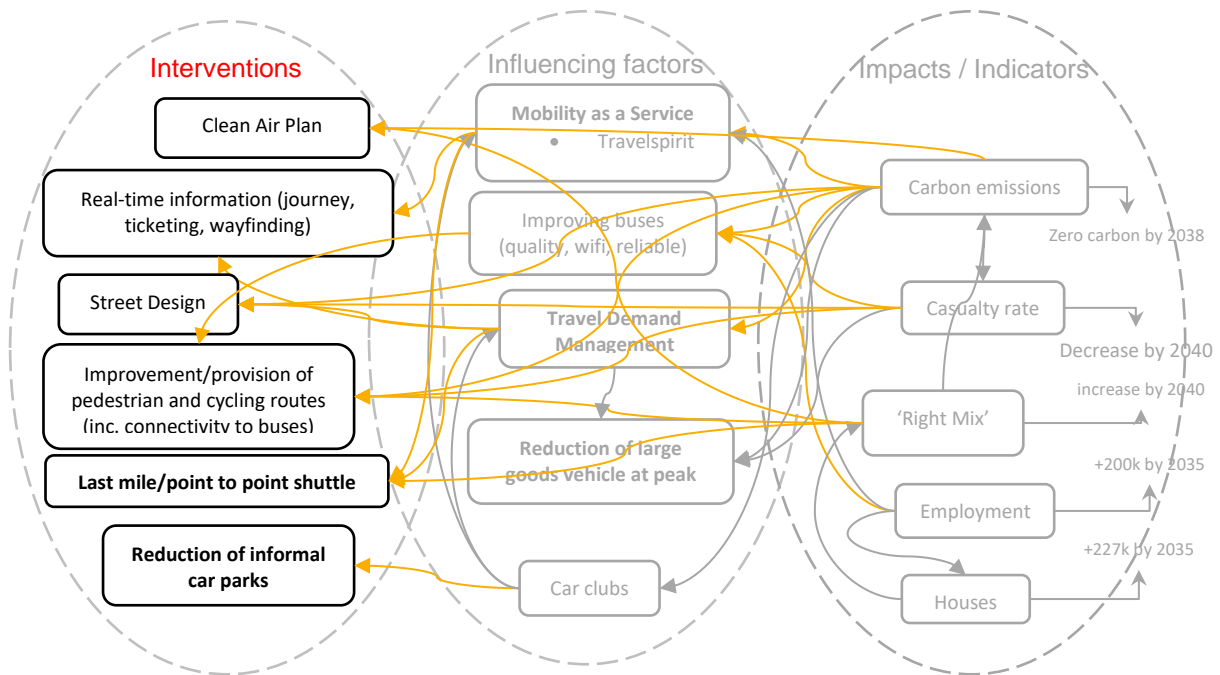 Interventions
Clean Air Plan
Real-time information (journey,
ticketing, wayfinding)
Street Design
Improvement/provision of
pedestrian and cycling routes
(inc. connectivity to buses)
Last mile/point to point shuttle
Reduction of informal
car parks
Influencing factors
Mobility as a Service
• Travelspirit
Improving buses
(quality, wifi, reliable)
Travel Demand
Management
Reduction of large
goods vehicle at peak
Car clubs
Impacts / Indicators
Carbon emissions
Zero carbon by 2038
Casualty rate
Decrease by 2040
increase by 2040
‘Right Mix’
+200k by 2035
Employment
+227k by 2035
Houses